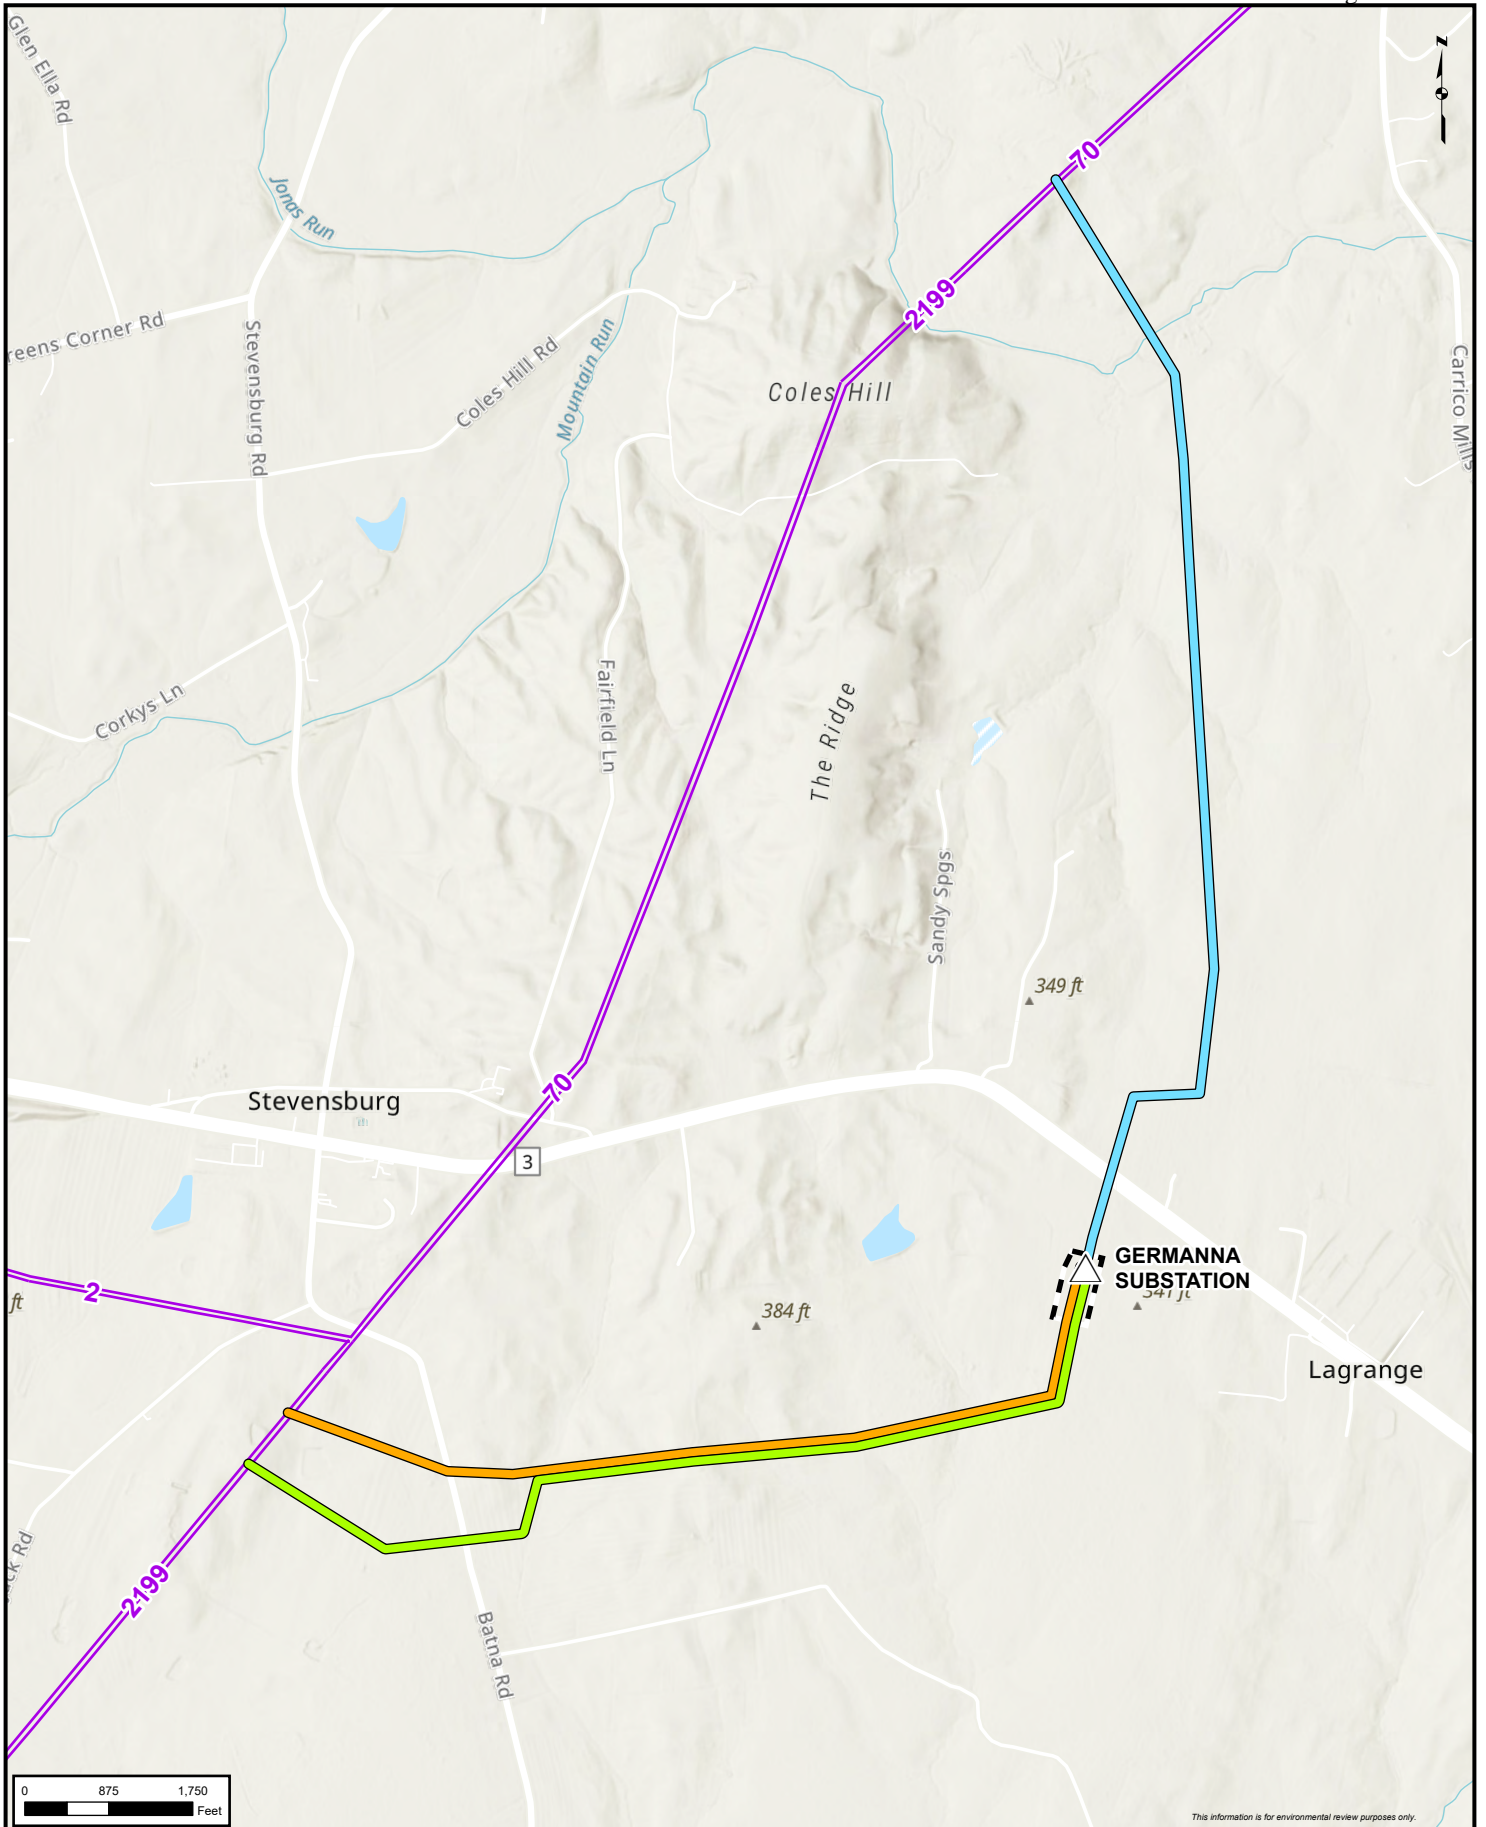 Glen Ella Rd
N
70
Jonas Run
2199
reens Corner Rd
Stevensburg Rd
Coles Hill Rd
Mountain Run
Coles Hill
Carrico Mills
Corkys Ln
Fairfield Ln
The Ridge
Sandy Spgs
349 ft
70
Stevensburg
3
GERMANNA
SUBSTATION
341 ft
2
ft
384 ft
Lagrange
2199
Batna Rd
0 875 1,750
Feet
This information is for environmental review purposes only.